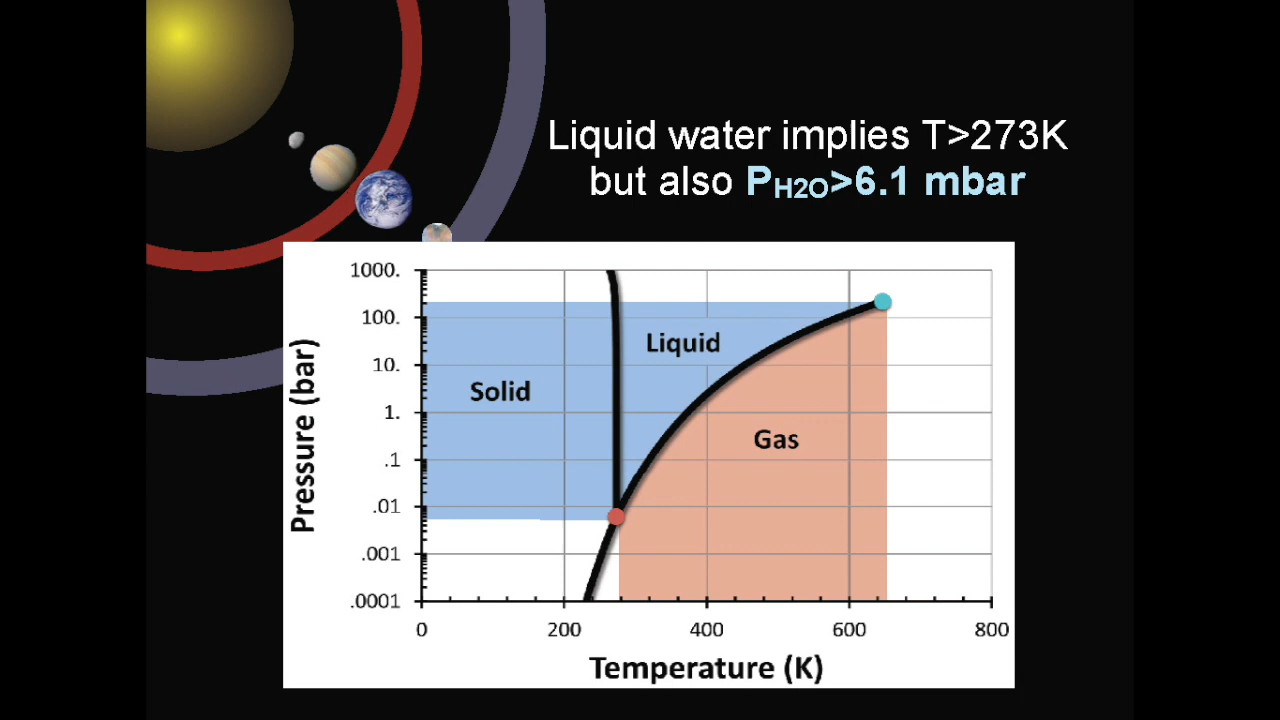 Liquid water implies T>273K
but also PH2O>6.1 mbar
1000.
100.
10.
1.
.1
.01
.001
.0001
Pressure (bar)
Solid
Liquid
Gas
0 200 400 600 800
Temperature (K)